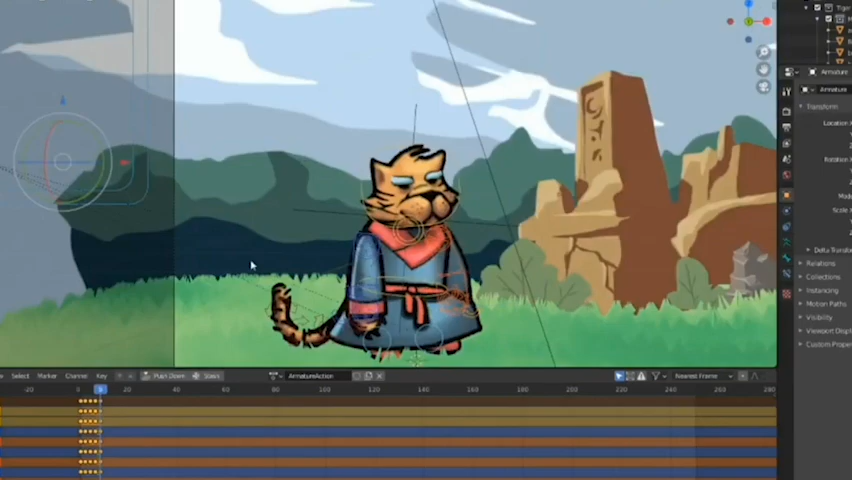 Tiger
Armature
Armature
Transform
Location X
Y
Z
Rotation X
Y
Z
Mode
Scale X
Y
Z
Delta Transform
Relations
Collections
Instancing
Motion Paths
Visibility
Viewport Display
Custom Proper
Select Marker Channel Key Push Down Stash ArmatureAction Nearest Frame
-20 0 20 40 60 80 100 120 140 160 180 200 220 240 260 280